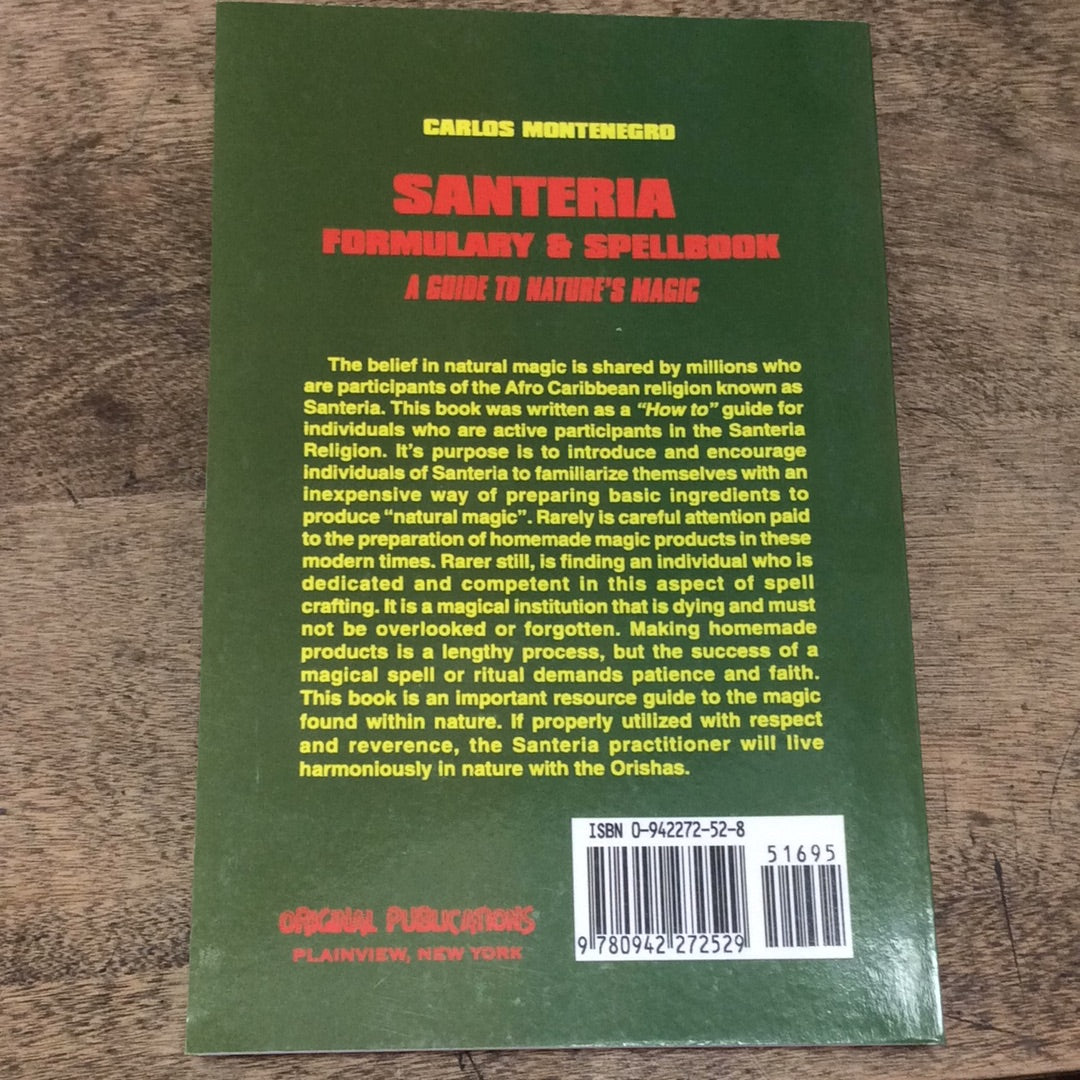 CARLOS MONTENEGRO
SANTERIA
FORMULARY & SPELLBOOK
A GUIDE TO NATURE'S MAGIC
The belief in natural magic is shared by millions who
are participants of the Afro Caribbean religion known as
Santeria. This book was written as a "How to" guide for
individuals who are active participants in the Santeria
Religion. It's purpose is to introduce and encourage
individuals of Santeria to familiarize themselves with an
inexpensive way of preparing basic ingredients to
produce "natural magic". Rarely is careful attention paid
to the preparation of homemade magic products in these
modern times. Rarer still, is finding an individual who is
dedicated and competent in this aspect of spell
crafting. It is a magical institution that is dying and must
not be overlooked or forgotten. Making homemade
products is a lengthy process, but the success of a
magical spell or ritual demands patience and faith.
This book is an important resource guide to the magic
found within nature. If properly utilized with respect
and reverence, the Santeria practitioner will live
harmoniously in nature with the Orishas.
ISBN 0-942272-52-8
51695
9 780942 272529
ORIGINAL PUBLICATIONS
PLAINVIEW, NEW YORK